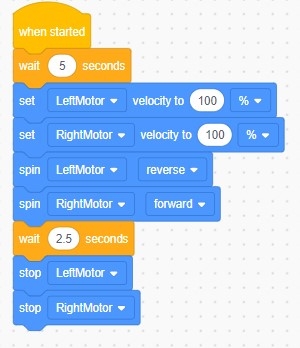 when started
wait 5 seconds
set LeftMotor velocity to 100 %
set RightMotor velocity to 100 %
spin LeftMotor reverse
spin RightMotor forward
wait 2.5 seconds
stop LeftMotor
stop RightMotor